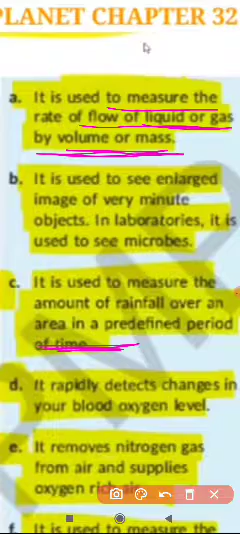 PLANET CHAPTER 32
a. It is used to measure the
rate of flow of liquid or gas
by volume or mass.
b. It is used to see enlarged
image of very minute
objects. In laboratories, it is
used to see microbes.
c. It is used to measure the
amount of rainfall over an
area in a predefined period
of time
d. It rapidly detects changes in
your blood oxygen level.
e. It removes nitrogen gas
from air and supplies
oxygen
f. It is used to measure the